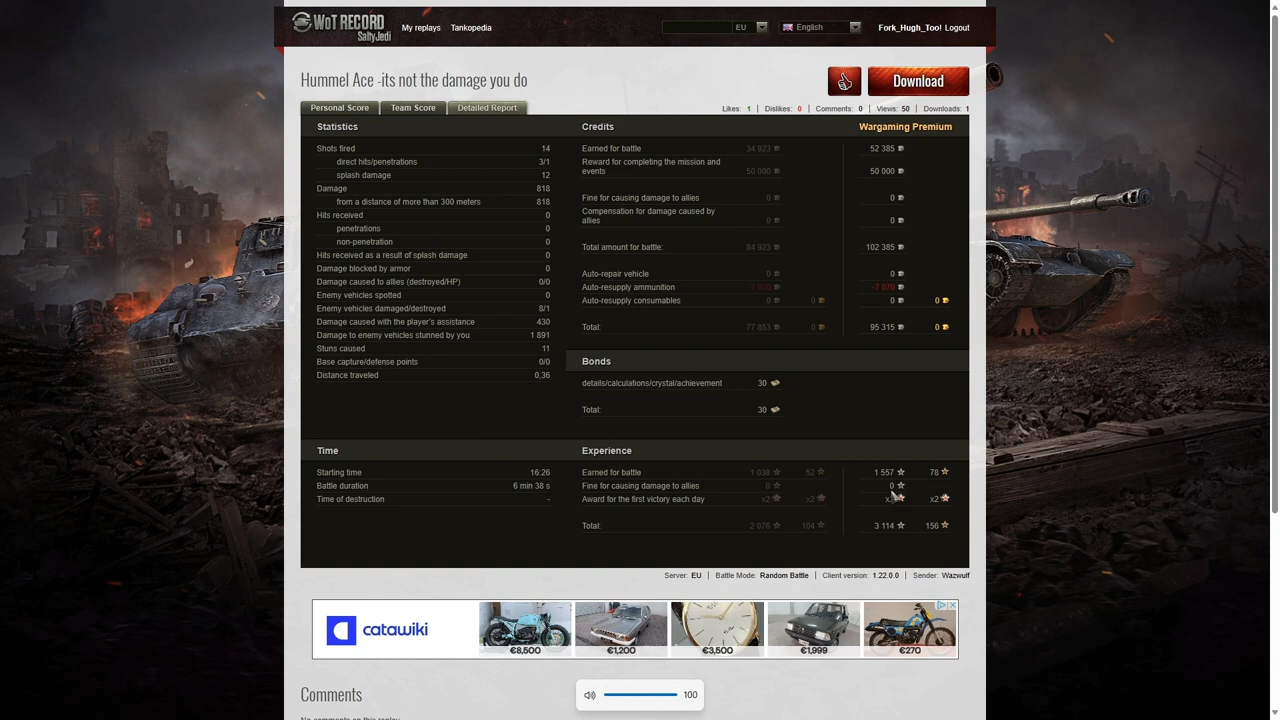 WoT RECORD
SaltyJedi
My replays Tankopedia EU English Fork_Hugh_Too! Logout
Hummel Ace -its not the damage you do
Download
Personal Score Team Score Detailed Report
Likes: 1 | Dislikes: 0 | Comments: 0 | Views: 50 | Downloads: 1
Statistics
Shots fired 14
direct hits/penetrations 3/1
splash damage 12
Damage 818
from a distance of more than 300 meters 818
Hits received 0
penetrations 0
non-penetration 0
Hits received as a result of splash damage 0
Damage blocked by armor 0
Damage caused to allies (destroyed/HP) 0/0
Enemy vehicles spotted 0
Enemy vehicles damaged/destroyed 8/1
Damage caused with the player's assistance 430
Damage to enemy vehicles stunned by you 1 891
Stuns caused 11
Base capture/defense points 0/0
Distance traveled 0,36
Credits Wargaming Premium
Earned for battle 34 923 52 385
Reward for completing the mission and
events 50 000 50 000
Fine for causing damage to allies 0 0
Compensation for damage caused by
allies 0 0
Total amount for battle: 84 923 102 385
Auto-repair vehicle 0 0
Auto-resupply ammunition -7 070 -7 070
Auto-resupply consumables 0 0 0 0
Total: 77 853 0 95 315 0
Bonds
details/calculations/crystal/achievement 30
Total: 30
Time
Starting time 16:26
Battle duration 6 min 38 s
Time of destruction -
Experience
Earned for battle 1 038 52 1 557 78
Fine for causing damage to allies 0 0
Award for the first victory each day x2 x2 x2
Total: 2 076 104 3 114 156
Server: EU | Battle Mode: Random Battle | Client version: 1.22.0.0 | Sender: Wazwulf
catawiki
€8,500 €1,200 €3,500 €1,999 €270
Comments
100
No comments on this replay